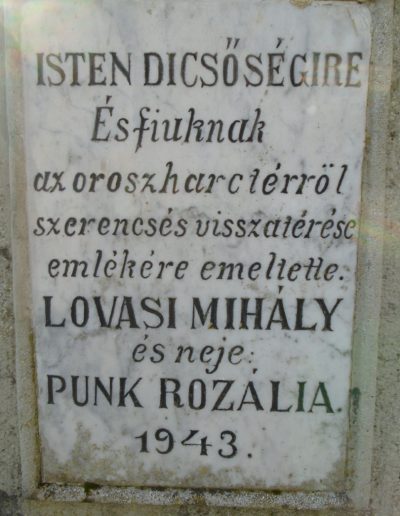 ISTEN DICSŐSÉGIRE
És fiuknak
az orosz harctérről
szerencsés visszatérése
emlékére emeltette.
LOVASI MIHÁLY
és neje:
PUNK ROZÁLIA.
1943.